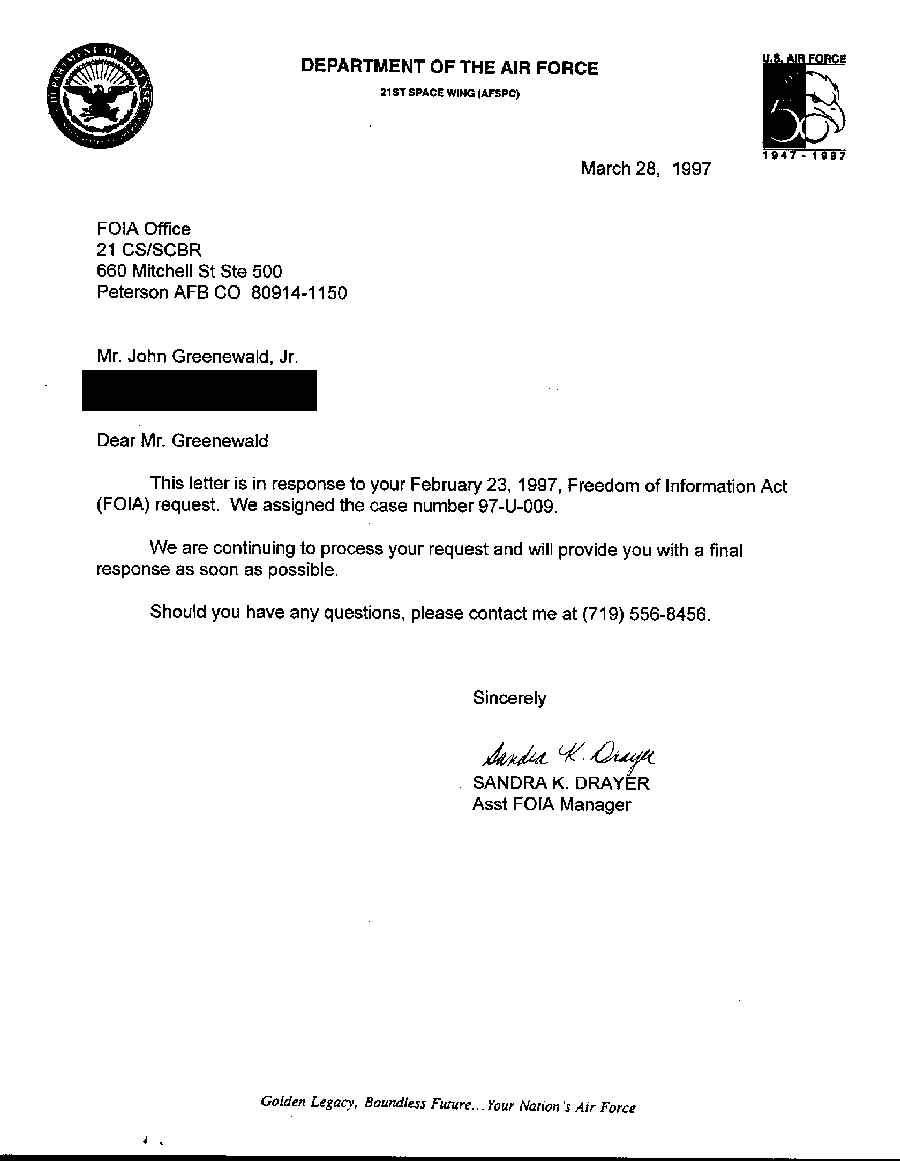 DEPARTMENT OF DEFENSE
DEPARTMENT OF THE AIR FORCE
21ST SPACE WING (AFSPC)
U.S. AIR FORCE
50
1947 - 1997
March 28, 1997
FOIA Office
21 CS/SCBR
660 Mitchell St Ste 500
Peterson AFB CO 80914-1150
Mr. John Greenewald, Jr.
Dear Mr. Greenewald
This letter is in response to your February 23, 1997, Freedom of Information Act
(FOIA) request. We assigned the case number 97-U-009.
We are continuing to process your request and will provide you with a final
response as soon as possible.
Should you have any questions, please contact me at (719) 556-8456.
Sincerely
Sandra K. Drayer
SANDRA K. DRAYER
Asst FOIA Manager
Golden Legacy, Boundless Future...Your Nation's Air Force